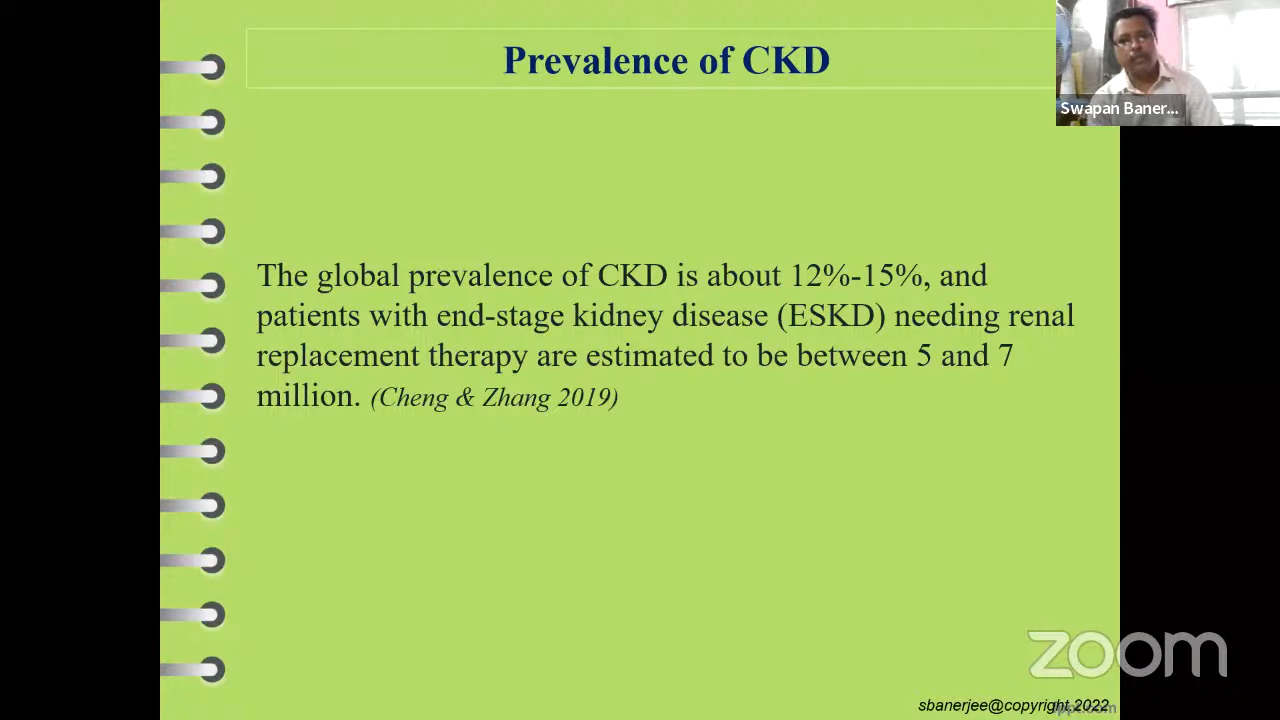 Prevalence of CKD
Swapan Baner...
The global prevalence of CKD is about 12%-15%, and
patients with end-stage kidney disease (ESKD) needing renal
replacement therapy are estimated to be between 5 and 7
million. (Cheng & Zhang 2019)
zoom
sbanerjee@copyright 2022